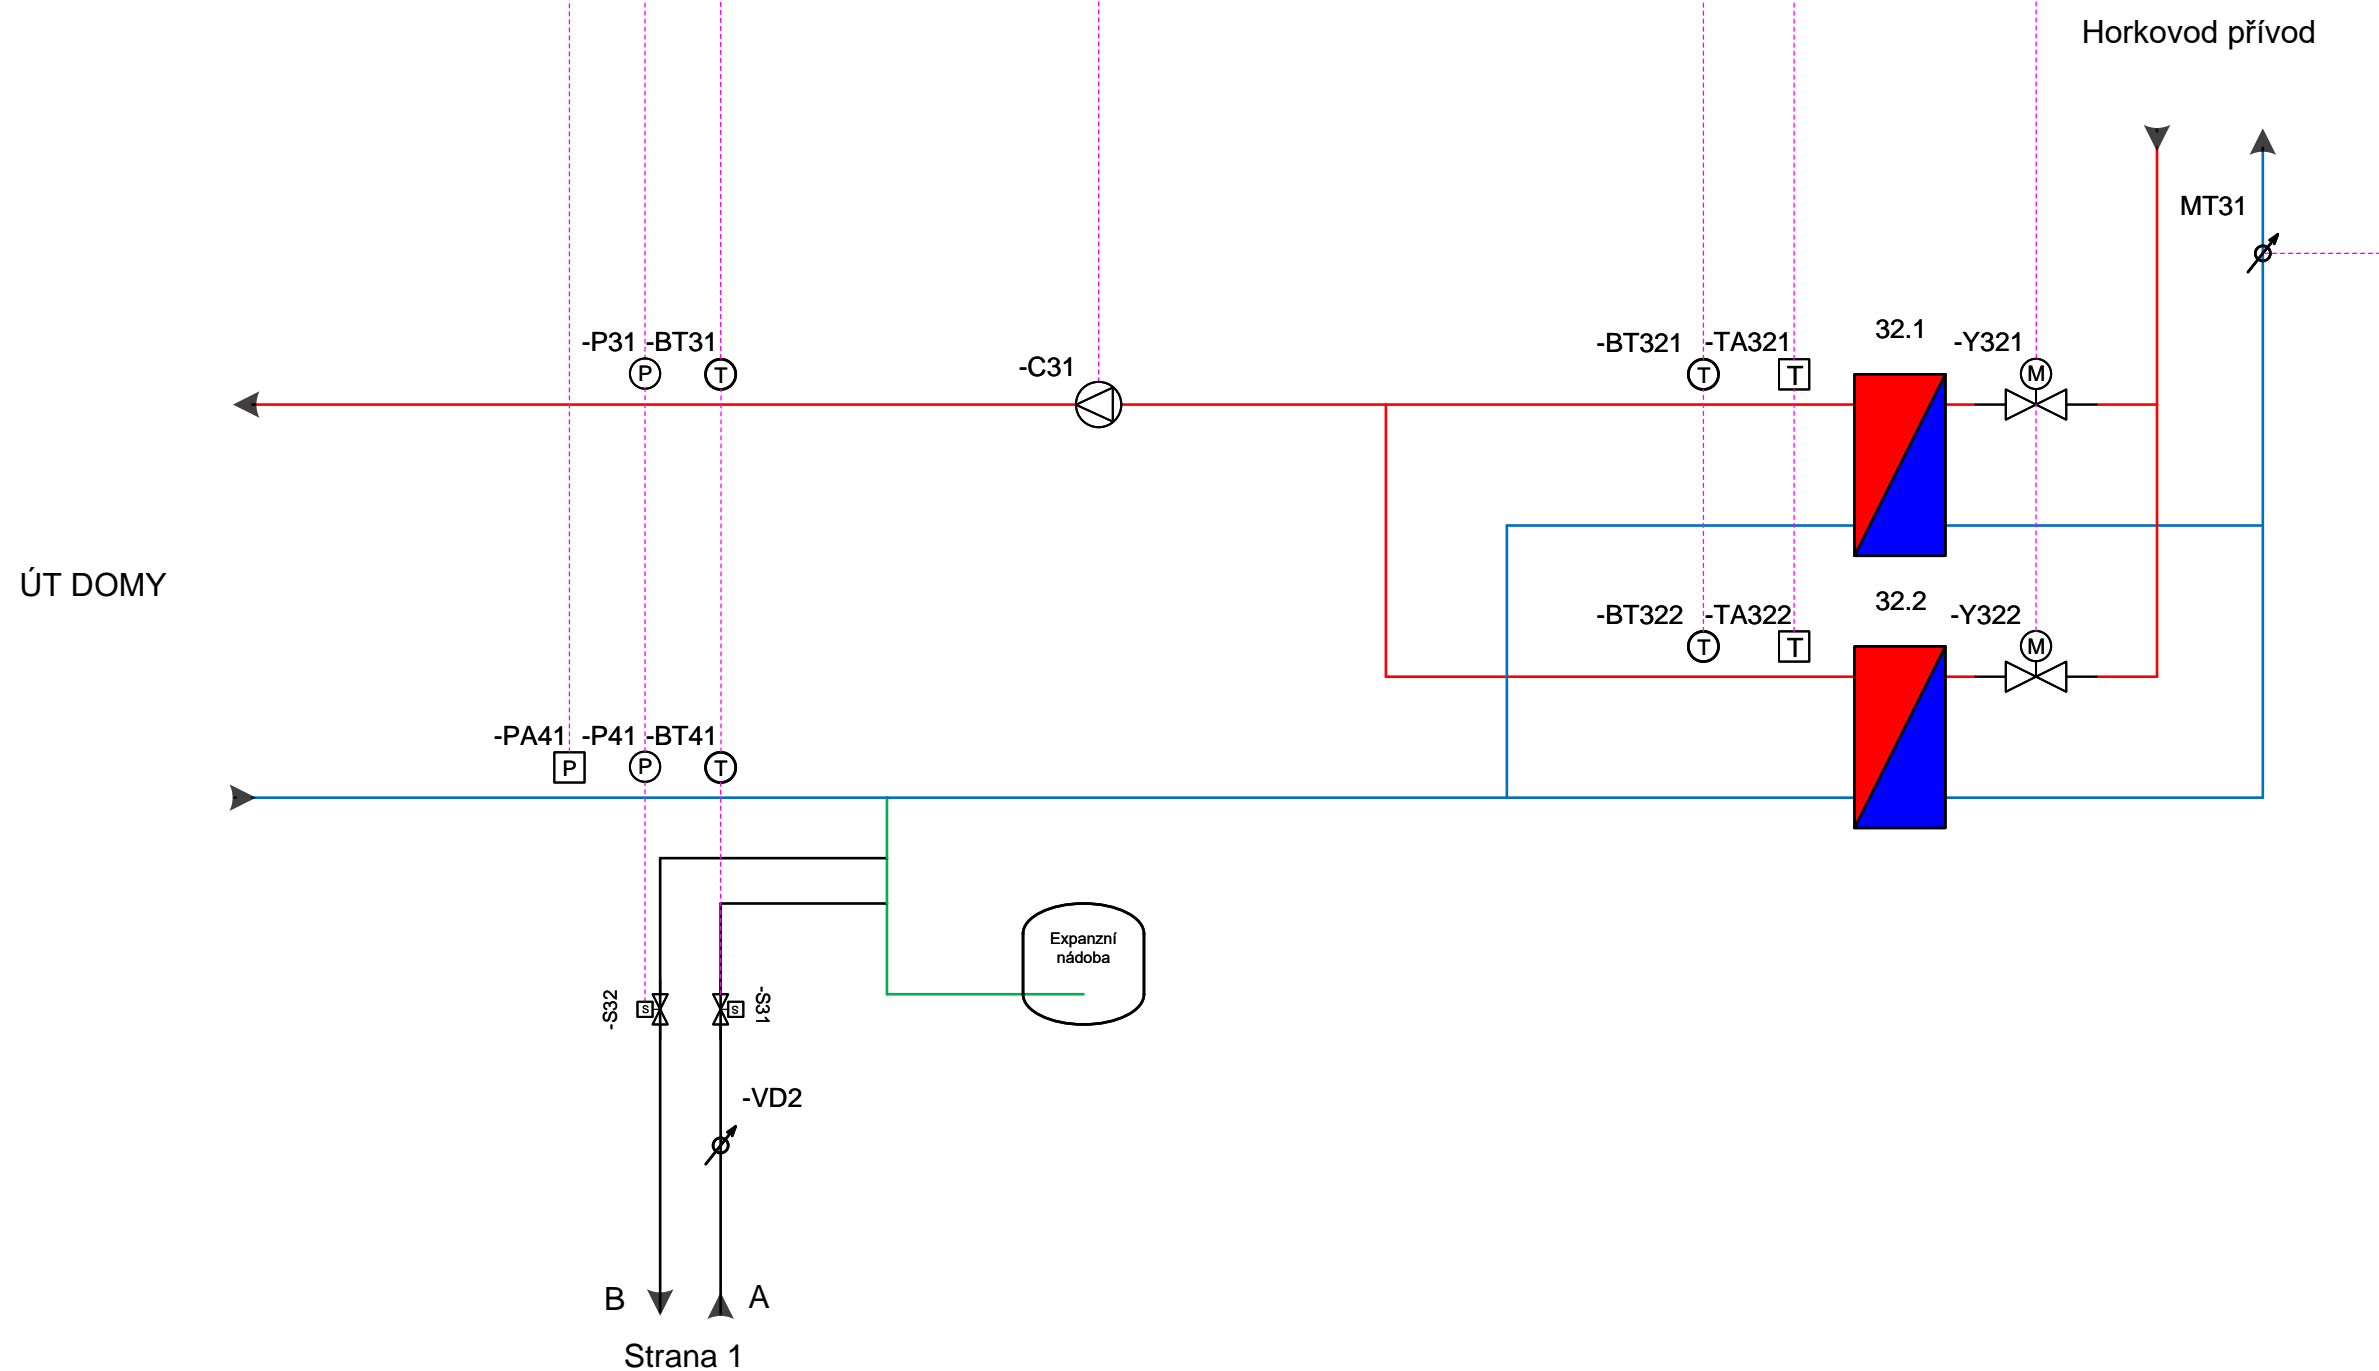 Horkovod přívod
MT31
-P31
-BT31
-C31
-BT321
-TA321
32.1
-Y321
P
T
T
T
M
ÚT DOMY
-BT322
-TA322
32.2
-Y322
T
T
M
-PA41
-P41
-BT41
P
P
T
Expanzní
nádoba
-S32
S
S
-S31
-VD2
B
A
Strana 1